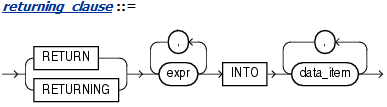 returning_clause ::=
, ,
RETURN
RETURNING expr INTO data_item